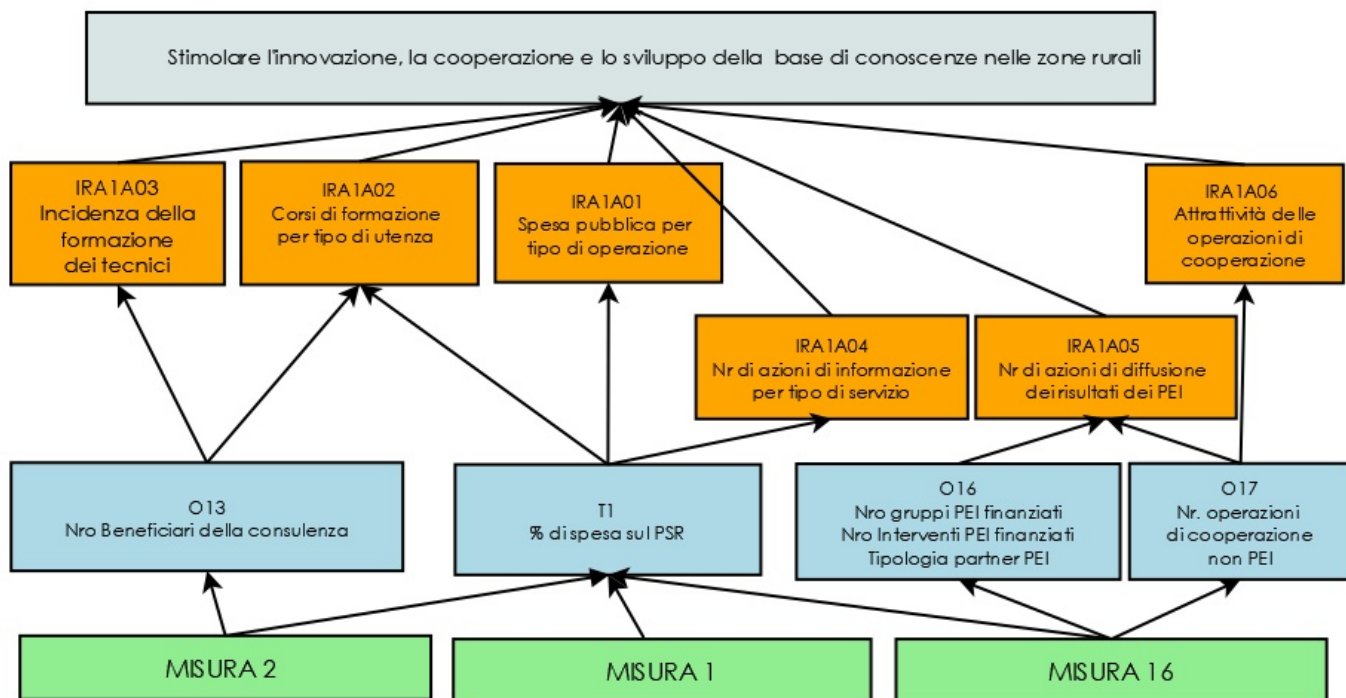 Stimolare l'innovazione, la cooperazione e lo sviluppo della base di conoscenze nelle zone rurali
IRA1A03
Incidenza della
formazione
dei tecnici
IRA1A02
Corsi di formazione
per tipo di utenza
IRA1A01
Spesa pubblica per
tipo di operazione
IRA1A06
Attrattività delle
operazioni di
cooperazione
IRA1A04
Nr di azioni di informazione
per tipo di servizio
IRA1A05
Nr di azioni di diffusione
dei risultati dei PEI
O13
Nro Beneficiari della consulenza
T1
% di spesa sul PSR
O16
Nro gruppi PEI finanziati
Nro Interventi PEI finanziati
Tipologia partner PEI
O17
Nr. operazioni
di cooperazione
non PEI
MISURA 2
MISURA 1
MISURA 16